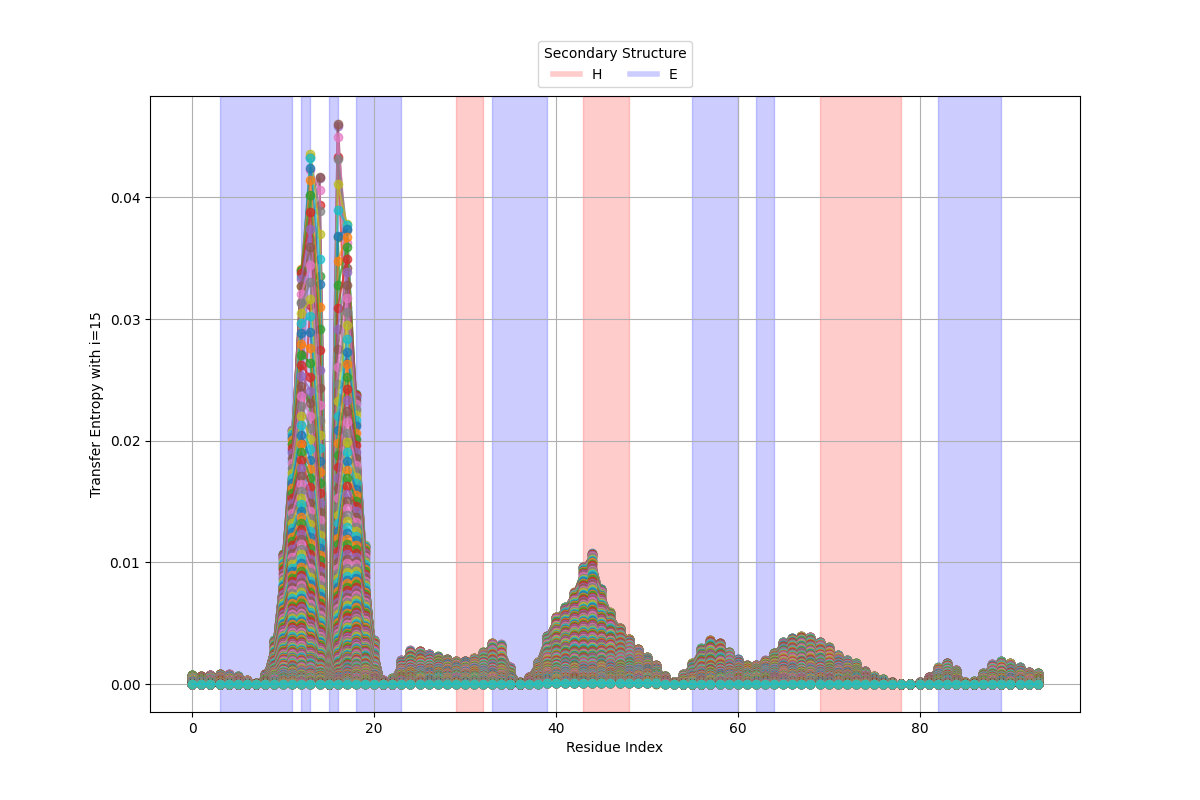 Secondary Structure
H E
0.04
0.03
0.02
0.01
0.00
Transfer Entropy with i=15
0 20 40 60 80
Residue Index